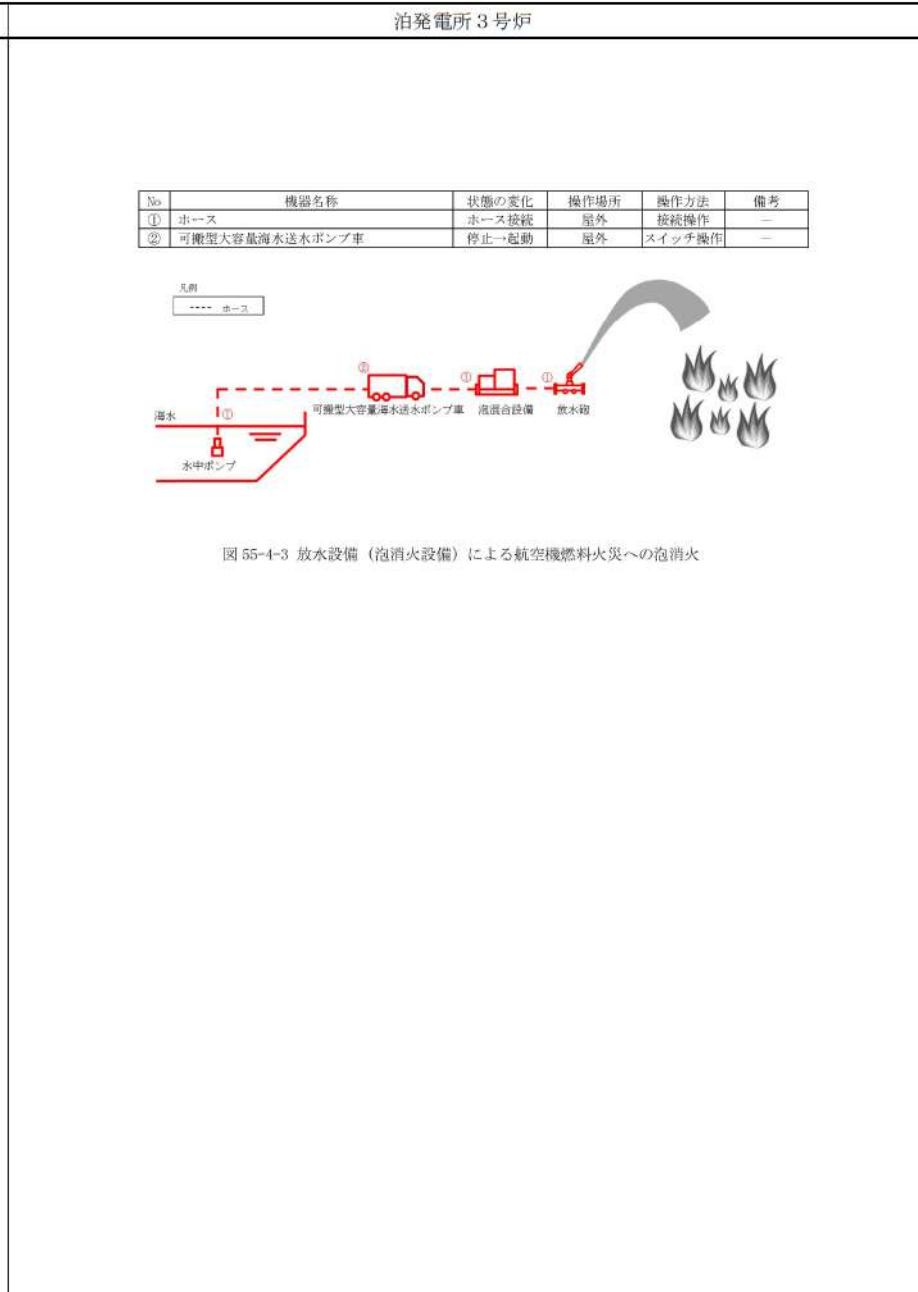 泊発電所3号炉
No 機器名称 状態の変化 操作場所 操作方法 備考
① ホース ホース接続 屋外 接続操作 －
② 可搬型大容量海水送水ポンプ車 停止→起動 屋外 スイッチ操作 －
凡例
---- ホース
② ① ①
可搬型大容量海水送水ポンプ車 泡混合設備 放水砲
海水 ①
水中ポンプ
図 55-4-3 放水設備（泡消火設備）による航空機燃料火災への泡消火